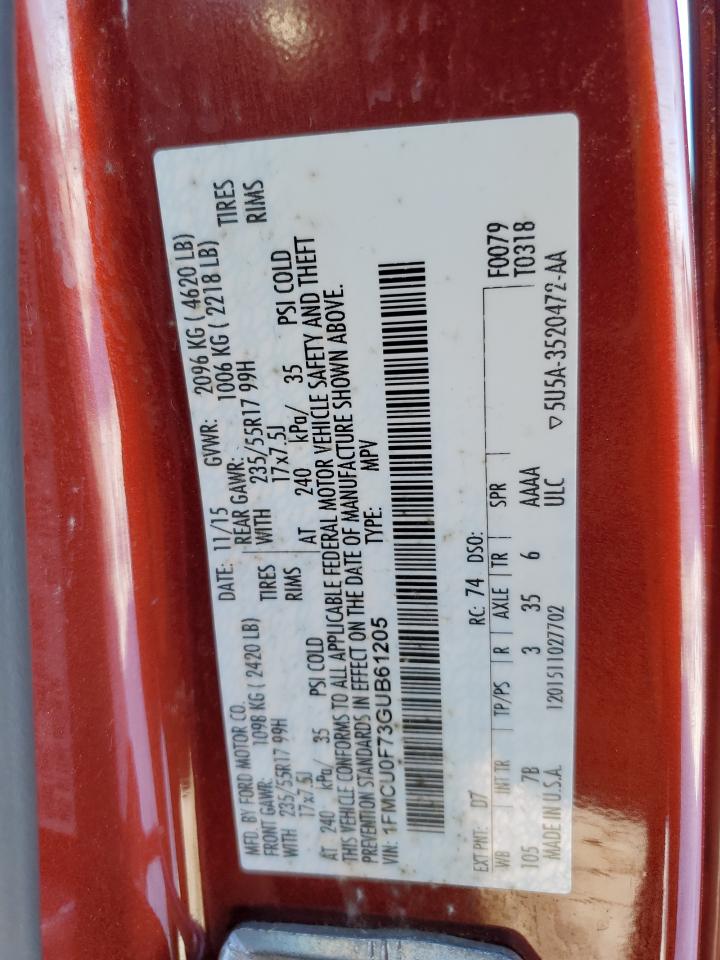 MFD. BY FORD MOTOR CO.
DATE: 11/15 GVWR: 2096 KG ( 4620 LB)
FRONT GAWR: 1098 KG ( 2420 LB)
REAR GAWR: 1006 KG ( 2218 LB)
WITH 235/55R17 99H TIRES
WITH 235/55R17 99H TIRES
17x7.5J RIMS
17x7.5J RIMS
AT 240 kPa/ 35 PSI COLD
AT 240 kPa/ 35 PSI COLD
THIS VEHICLE CONFORMS TO ALL APPLICABLE FEDERAL MOTOR VEHICLE SAFETY AND THEFT
PREVENTION STANDARDS IN EFFECT ON THE DATE OF MANUFACTURE SHOWN ABOVE.
VIN: 1FMCU0F73GUB61205
TYPE: MPV
EXT PNT: D7 RC: 74 DSO:
WB INT TR TP/PS R AXLE TR SPR
F0079
105 7B 3 35 6 AAAA
T0318
MADE IN U.S.A. 1201511027702 ULC
▽5U5A-3520472-AA